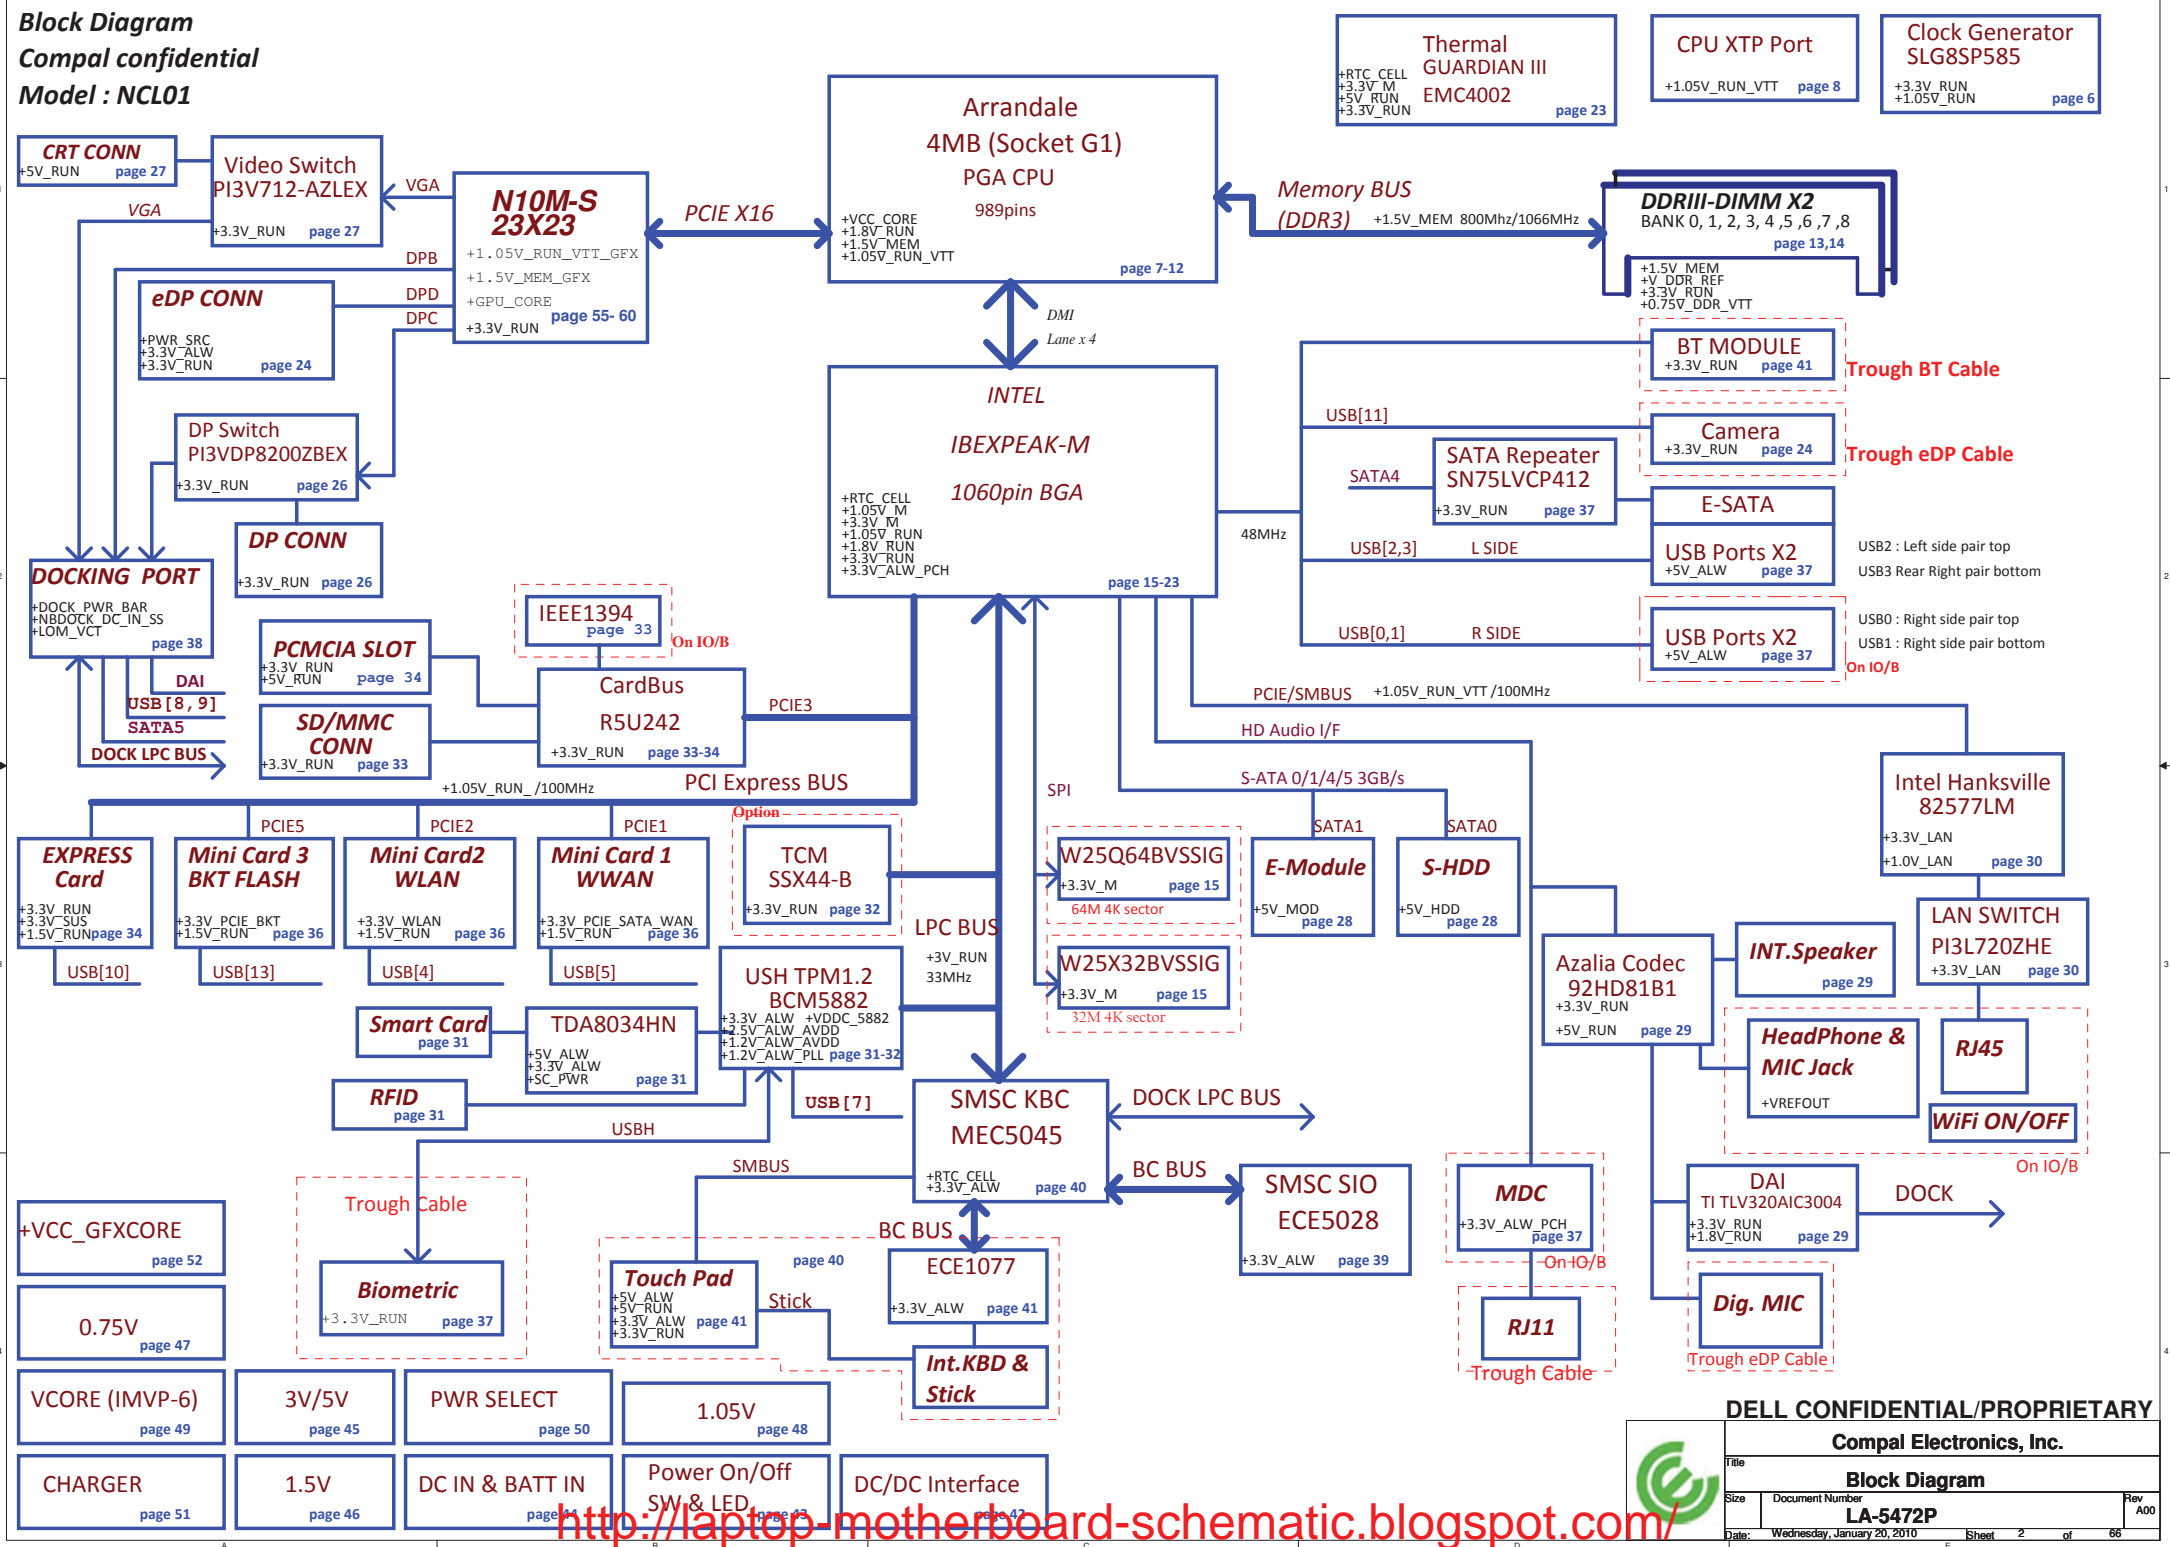 Block Diagram
Compal confidential
Model : NCL01
Thermal
GUARDIAN III
EMC4002
+RTC_CELL
+3.3V_M
+5V_RUN
+3.3V_RUN
page 23
CPU XTP Port
+1.05V_RUN_VTT page 8
Clock Generator
SLG8SP585
+3.3V_RUN
+1.05V_RUN
page 6
CRT CONN
+5V_RUN page 27
Video Switch
PI3V712-AZLEX
+3.3V_RUN page 27
VGA
VGA
N10M-S
23X23
+1.05V_RUN_VTT_GFX
+1.5V_MEM_GFX
+GPU_CORE
page 55- 60
+3.3V_RUN
DPB
DPD
DPC
PCIE X16
Arrandale
4MB (Socket G1)
PGA CPU
989pins
+VCC_CORE
+1.8V_RUN
+1.5V_MEM
+1.05V_RUN_VTT
page 7-12
Memory BUS
(DDR3)
+1.5V_MEM 800Mhz/1066MHz
DDRIII-DIMM X2
BANK 0, 1, 2, 3, 4 ,5 ,6 ,7 ,8
page 13,14
+1.5V_MEM
+V_DDR_REF
+3.3V_RUN
+0.75V_DDR_VTT
eDP CONN
+PWR_SRC
+3.3V_ALW
+3.3V_RUN
page 24
DMI
Lane x 4
INTEL
IBEXPEAK-M
1060pin BGA
+RTC_CELL
+1.05V_M
+3.3V_M
+1.05V_RUN
+1.8V_RUN
+3.3V_RUN
+3.3V_ALW_PCH
page 15-23
BT MODULE
+3.3V_RUN page 41
Trough BT Cable
USB[11]
Camera
+3.3V_RUN page 24
Trough eDP Cable
SATA4
SATA Repeater
SN75LVCP412
+3.3V_RUN page 37
E-SATA
48MHz
USB[2,3] L SIDE
USB Ports X2
+5V_ALW page 37
USB2 : Left side pair top
USB3 Rear Right pair bottom
USB[0,1] R SIDE
USB Ports X2
+5V_ALW page 37
On IO/B
USB0 : Right side pair top
USB1 : Right side pair bottom
DP Switch
PI3VDP8200ZBEX
+3.3V_RUN page 26
DP CONN
+3.3V_RUN page 26
DOCKING PORT
+DOCK_PWR_BAR
+NBDOCK_DC_IN_SS
+LOM_VCT
page 38
DAI
USB[8,9]
SATA5
DOCK LPC BUS
IEEE1394
page 33
On IO/B
PCMCIA SLOT
+3.3V_RUN
+5V_RUN
page 34
SD/MMC
CONN
+3.3V_RUN page 33
CardBus
R5U242
+3.3V_RUN page 33-34
PCIE3
PCIE/SMBUS +1.05V_RUN_VTT /100MHz
HD Audio I/F
S-ATA 0/1/4/5 3GB/s
SPI
+1.05V_RUN_ /100MHz
PCI Express BUS
PCIE5
PCIE2
PCIE1
EXPRESS
Card
+3.3V_RUN
+3.3V_SUS
+1.5V_RUN page 34
USB[10]
Mini Card 3
BKT FLASH
+3.3V_PCIE_BKT
+1.5V_RUN page 36
USB[13]
Mini Card2
WLAN
+3.3V_WLAN
+1.5V_RUN page 36
USB[4]
Mini Card 1
WWAN
+3.3V_PCIE_SATA_WAN
+1.5V_RUN page 36
USB[5]
Option
TCM
SSX44-B
+3.3V_RUN page 32
LPC BUS
+3V_RUN
33MHz
W25Q64BVSSIG
+3.3V_M page 15
64M 4K sector
W25X32BVSSIG
+3.3V_M page 15
32M 4K sector
SATA1
E-Module
+5V_MOD
page 28
SATA0
S-HDD
+5V_HDD
page 28
Intel Hanksville
82577LM
+3.3V_LAN
+1.0V_LAN page 30
LAN SWITCH
PI3L720ZHE
+3.3V_LAN page 30
Azalia Codec
92HD81B1
+3.3V_RUN
+5V_RUN page 29
INT.Speaker
page 29
HeadPhone &
MIC Jack
+VREFOUT
RJ45
WiFi ON/OFF
On IO/B
USH TPM1.2
BCM5882
+3.3V_ALW +VDDC_5882
+2.5V_ALW_AVDD
+1.2V_ALW_AVDD
+1.2V_ALW_PLL page 31-32
Smart Card
page 31
TDA8034HN
+5V_ALW
+3.3V_ALW
+SC_PWR page 31
RFID
page 31
USB[7]
USBH
SMSC KBC
MEC5045
+RTC_CELL
+3.3V_ALW page 40
DOCK LPC BUS
BC BUS
SMSC SIO
ECE5028
+3.3V_ALW page 39
SMBUS
BC BUS
MDC
+3.3V_ALW_PCH
page 37
On IO/B
RJ11
Trough Cable
DAI
TI TLV320AIC3004
+3.3V_RUN
+1.8V_RUN page 29
DOCK
Dig. MIC
Trough eDP Cable
Trough Cable
Biometric
+3.3V_RUN page 37
page 40
Touch Pad
+5V_ALW
+5V_RUN
+3.3V_ALW
+3.3V_RUN
page 41
Stick
ECE1077
+3.3V_ALW page 41
Int.KBD &
Stick
+VCC_GFXCORE
page 52
0.75V
page 47
VCORE (IMVP-6)
page 49
3V/5V
page 45
PWR SELECT
page 50
1.05V
page 48
CHARGER
page 51
1.5V
page 46
DC IN & BATT IN
page 44
Power On/Off
SW & LED
page 43
DC/DC Interface
page 42
http://laptop-motherboard-schematic.blogspot.com/
DELL CONFIDENTIAL/PROPRIETARY
Compal Electronics, Inc.
Title
Block Diagram
Size Document Number Rev
LA-5472P A00
Date: Wednesday, January 20, 2010 Sheet 2 of 66